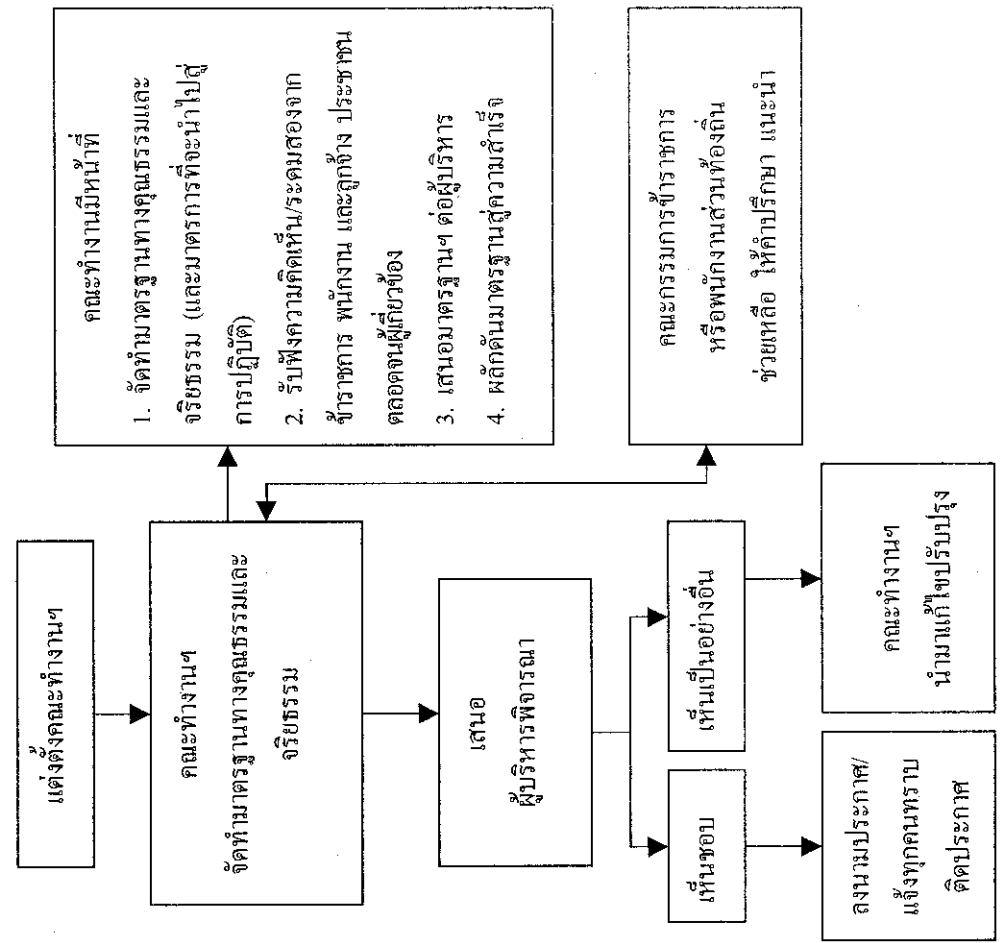 แต่งตั้งคณะทำงานฯ
คณะทำงานฯ
จัดทำมาตรฐานทางคุณธรรมและ
จริยธรรม
คณะทำงานมีหน้าที่
1. จัดทำมาตรฐานทางคุณธรรมและ
จริยธรรม (และมาตรการที่จะนำไปสู่
การปฏิบัติ)
2. รับฟังความคิดเห็น/ระดมสองจาก
ข้าราชการ พนักงาน และลูกจ้าง ประชาชน
ตลอดจนผู้เกี่ยวข้อง
3. เสนอมาตรฐานฯ ต่อผู้บริหาร
4. ผลักดันมาตรฐานสู่ความสำเร็จ
คณะกรรมการข้าราชการ
หรือพนักงานส่วนท้องถิ่น
ช่วยเหลือ ให้คำปรึกษา แนะนำ
เสนอ
ผู้บริหารพิจารณา
เห็นชอบ
เห็นเป็นอย่างอื่น
ลงนามประกาศ/
แจ้งทุกคนทราบ
ติดประกาศ
คณะทำงานฯ
นำมาแก้ไขปรับปรุง